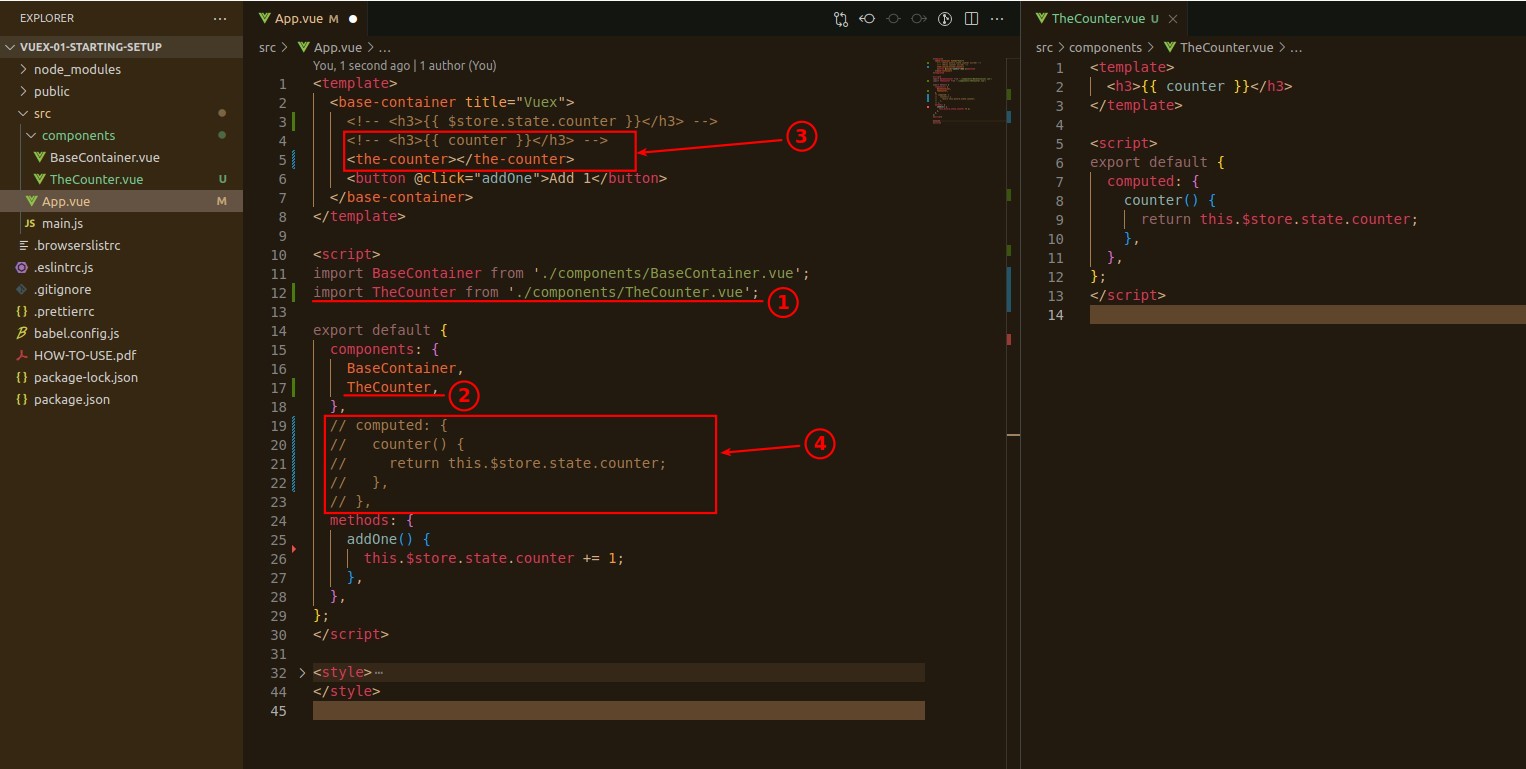 EXPLORER ...
VUEX-01-STARTING-SETUP
node_modules
public
src
components
BaseContainer.vue
TheCounter.vue U
App.vue M
JS main.js
.browserslistrc
.eslintrc.js
.gitignore
{} .prettierrc
babel.config.js
HOW-TO-USE.pdf
{} package-lock.json
{} package.json
App.vue M
src > App.vue > ...
You, 1 second ago | 1 author (You)
1 <template>
2 <base-container title="Vuex">
3 <!-- <h3>{{ $store.state.counter }}</h3> -->
4 <!-- <h3>{{ counter }}</h3> -->
5 <the-counter></the-counter>
6 <button @click="addOne">Add 1</button>
7 </base-container>
8 </template>
9
10 <script>
11 import BaseContainer from './components/BaseContainer.vue';
12 import TheCounter from './components/TheCounter.vue';
13
14 export default {
15 components: {
16 BaseContainer,
17 TheCounter,
18 },
19 // computed: {
20 //   counter() {
21 //     return this.$store.state.counter;
22 //   },
23 // },
24 methods: {
25 addOne() {
26 this.$store.state.counter += 1;
27 },
28 },
29 };
30 </script>
31
32 <style>...
44 </style>
45
③
①
②
④
TheCounter.vue U
src > components > TheCounter.vue > ...
1 <template>
2 <h3>{{ counter }}</h3>
3 </template>
4
5 <script>
6 export default {
7 computed: {
8 counter() {
9 return this.$store.state.counter;
10 },
11 },
12 };
13 </script>
14